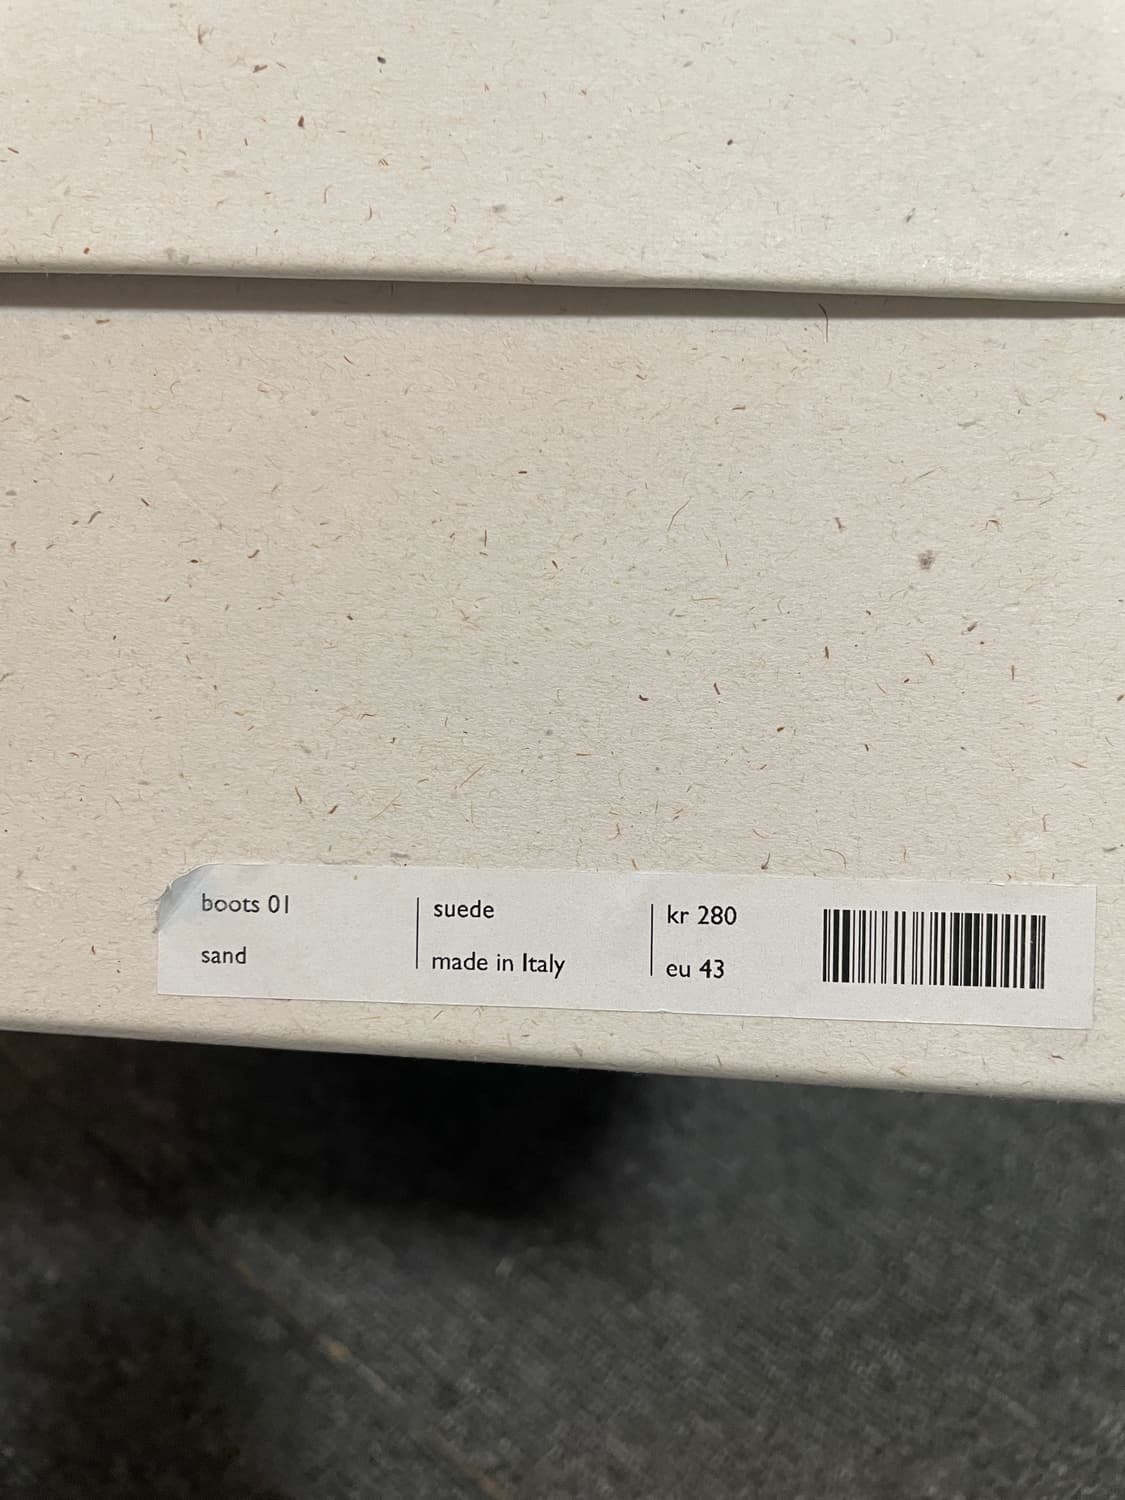 boots 01
sand
suede
made in Italy
kr 280
eu 43